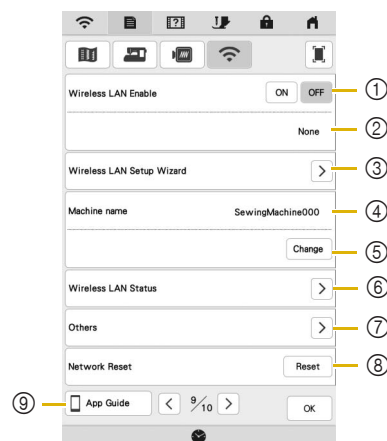 Wireless LAN Enable ON OFF ①
None ②
Wireless LAN Setup Wizard > ③
Machine name SewingMachine000 ④
Change ⑤
Wireless LAN Status > ⑥
Others > ⑦
Network Reset Reset ⑧
⑨ App Guide < 9/10 > OK